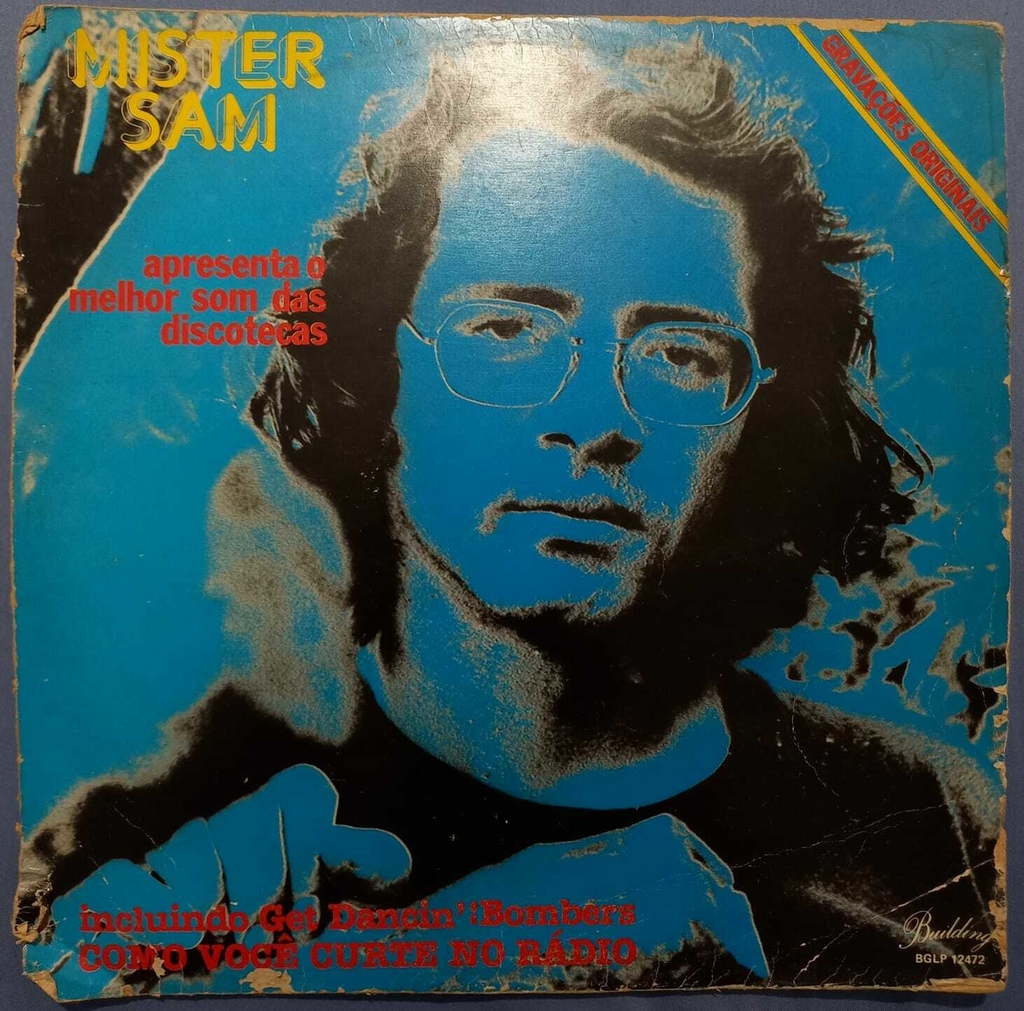 MISTER
SAM
GRAVAÇÕES ORIGINAIS
apresenta o
melhor som das
discotecas
incluindo Get Dancin':Bombers
COMO VOCÊ CURTE NO RÁDIO
Building
BGLP 12472